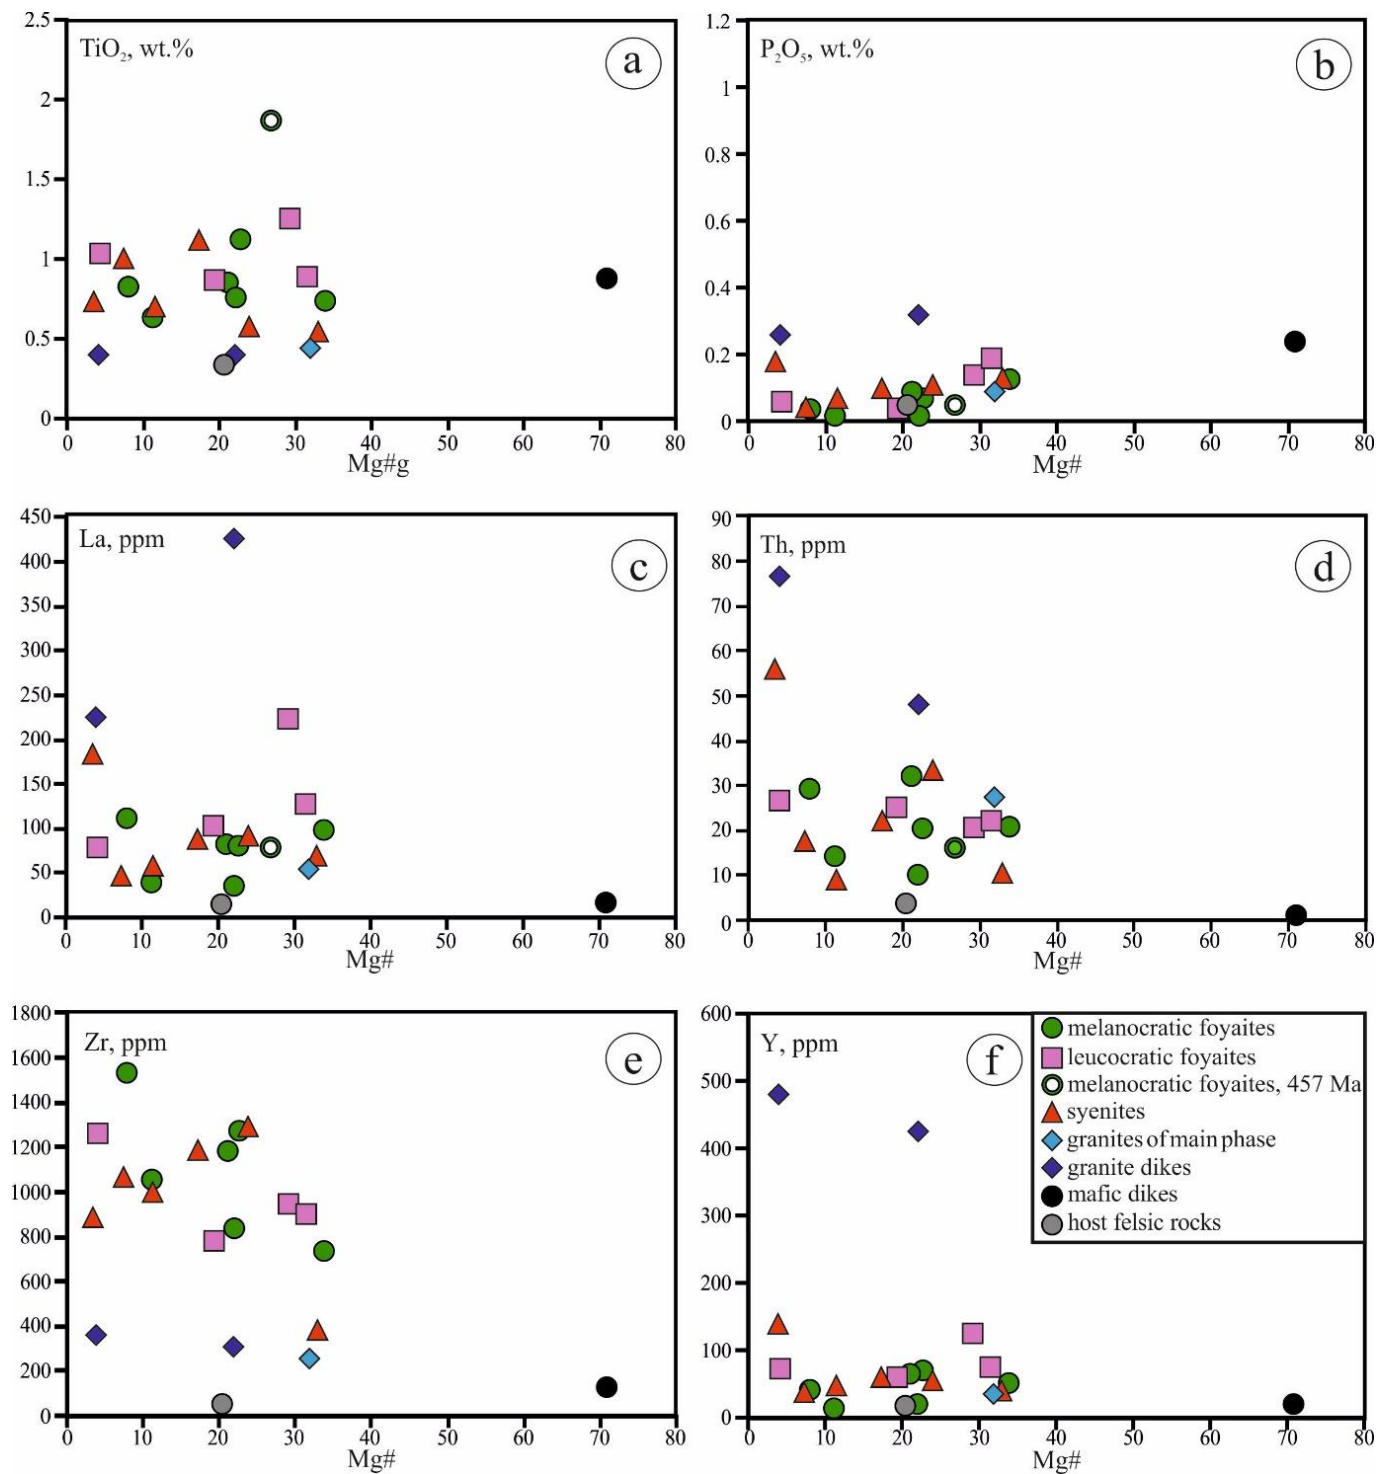 2.5
TiO₂, wt.%
a
2
1.5
1
0.5
0
0 10 20 30 40 50 60 70 80
Mg#g
1.2
P₂O₅, wt.%
b
1
0.8
0.6
0.4
0.2
0
0 10 20 30 40 50 60 70 80
Mg#
450
La, ppm
c
400
350
300
250
200
150
100
50
0
0 10 20 30 40 50 60 70 80
Mg#
90
Th, ppm
d
80
70
60
50
40
30
20
10
0
0 10 20 30 40 50 60 70 80
Mg#
1800
Zr, ppm
e
1600
1400
1200
1000
800
600
400
200
0
0 10 20 30 40 50 60 70 80
Mg#
600
Y, ppm
f
500
400
300
200
100
0
0 10 20 30 40 50 60 70 80
Mg#
melanocratic foyaites
leucocratic foyaites
melanocratic foyaites, 457 Ma
syenites
granites of main phase
granite dikes
mafic dikes
host felsic rocks